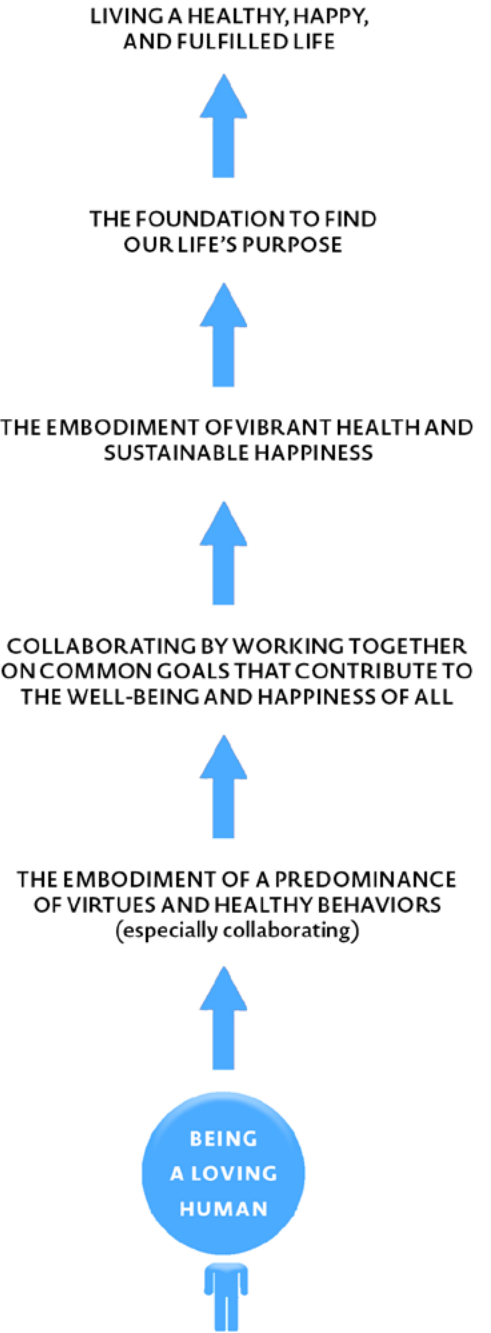 LIVING A HEALTHY, HAPPY,
AND FULFILLED LIFE
THE FOUNDATION TO FIND
OUR LIFE'S PURPOSE
THE EMBODIMENT OF VIBRANT HEALTH AND
SUSTAINABLE HAPPINESS
COLLABORATING BY WORKING TOGETHER
ON COMMON GOALS THAT CONTRIBUTE TO
THE WELL-BEING AND HAPPINESS OF ALL
THE EMBODIMENT OF A PREDOMINANCE
OF VIRTUES AND HEALTHY BEHAVIORS
(especially collaborating)
BEING
A LOVING
HUMAN